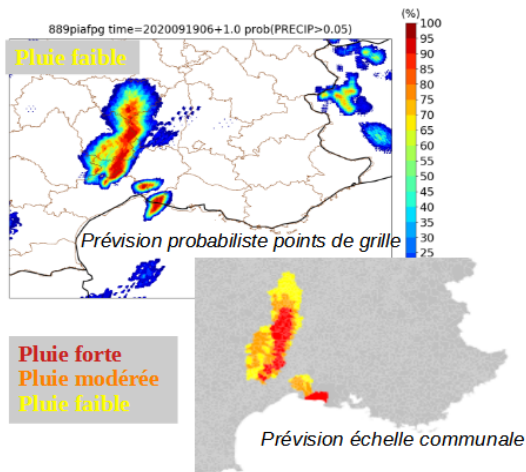 889piafpg time=2020091906+1.0 prob(PRECIP>0.05)
(%)
Pluie faible
100
95
90
85
80
75
70
65
60
55
50
45
40
35
30
25
Prévision probabiliste points de grille
Pluie forte
Pluie modérée
Pluie faible
Prévision échelle communale